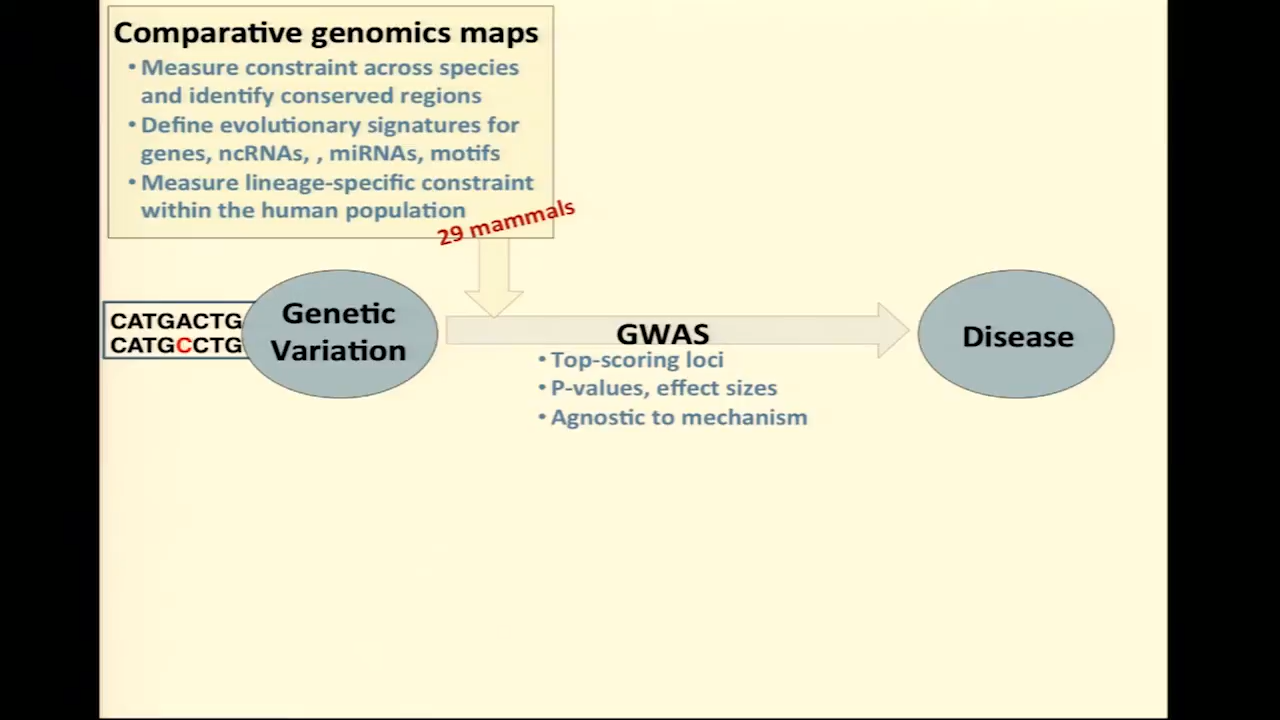 Comparative genomics maps
• Measure constraint across species
and identify conserved regions
• Define evolutionary signatures for
genes, ncRNAs, , miRNAs, motifs
• Measure lineage-specific constraint
within the human population
29 mammals
CATGACTG
CATGCCTG
Genetic
Variation
GWAS
• Top-scoring loci
• P-values, effect sizes
• Agnostic to mechanism
Disease